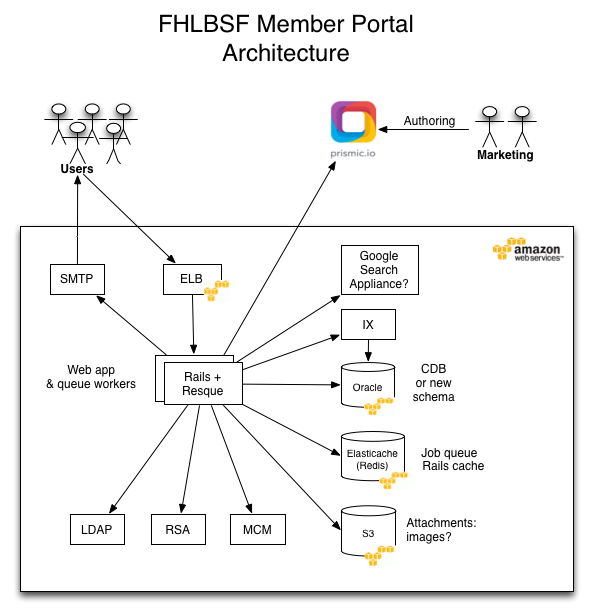 FHLBSF Member Portal
Architecture
prismic.io
Authoring
Users
Marketing
amazon
webservices™
SMTP
ELB
Google
Search
Appliance?
IX
Web app
& queue workers
Rails +
Resque
Oracle
CDB
or new
schema
Elasticache
(Redis)
Job queue
Rails cache
LDAP
RSA
MCM
S3
Attachments:
images?